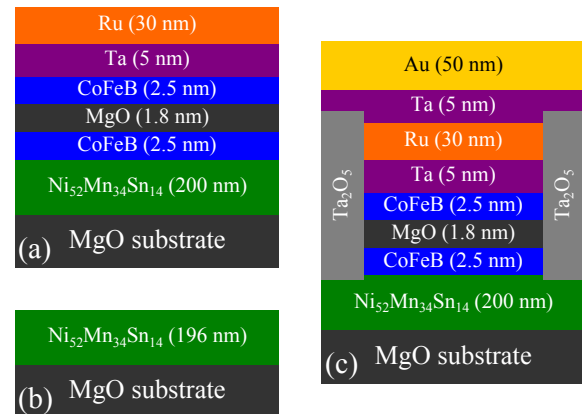 Ru (30 nm)
Ta (5 nm)
CoFeB (2.5 nm)
MgO (1.8 nm)
CoFeB (2.5 nm)
Ni₅₂Mn₃₄Sn₁₄ (200 nm)
(a) MgO substrate
Ni₅₂Mn₃₄Sn₁₄ (196 nm)
(b) MgO substrate
Au (50 nm)
Ta (5 nm)
Ru (30 nm)
Ta (5 nm)
CoFeB (2.5 nm)
MgO (1.8 nm)
CoFeB (2.5 nm)
Ta₂O₅
Ta₂O₅
Ni₅₂Mn₃₄Sn₁₄ (200 nm)
(c) MgO substrate